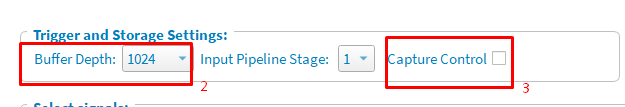 Trigger and Storage Settings:
Buffer Depth: 1024 Input Pipeline Stage: 1 Capture Control
2 3
Select signals: